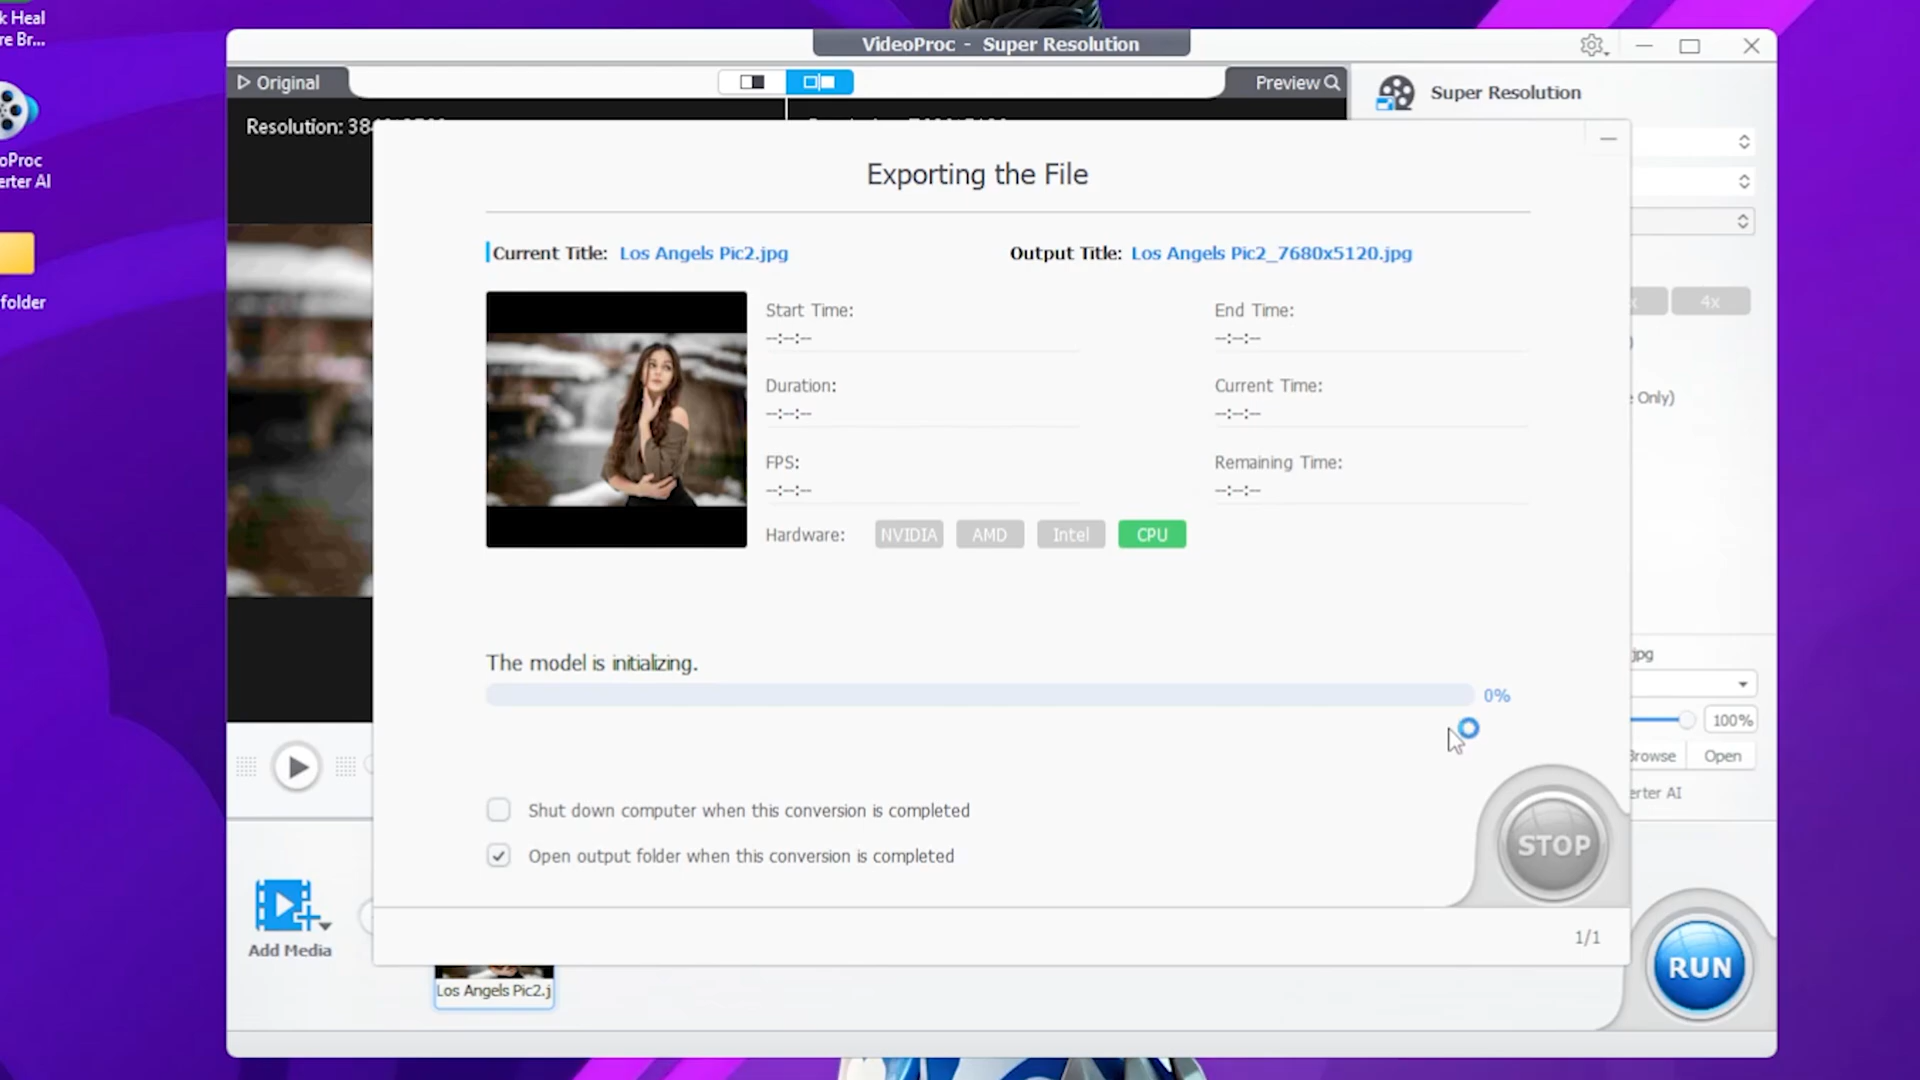 k Heal
re Br...
oProc
erter AI
folder
VideoProc - Super Resolution
Original
Preview
Super Resolution
Resolution: 38
Exporting the File
Current Title: Los Angels Pic2.jpg
Output Title: Los Angels Pic2_7680x5120.jpg
Start Time:
--:--:--
End Time:
--:--:--
Duration:
--:--:--
Current Time:
--:--:--
FPS:
--:--:--
Remaining Time:
--:--:--
Hardware: NVIDIA AMD Intel CPU
x 4x
Only)
The model is initializing.
0%
jpg
100%
Browse Open
erter AI
Shut down computer when this conversion is completed
Open output folder when this conversion is completed
STOP
1/1
RUN
Add Media
Los Angels Pic2.j